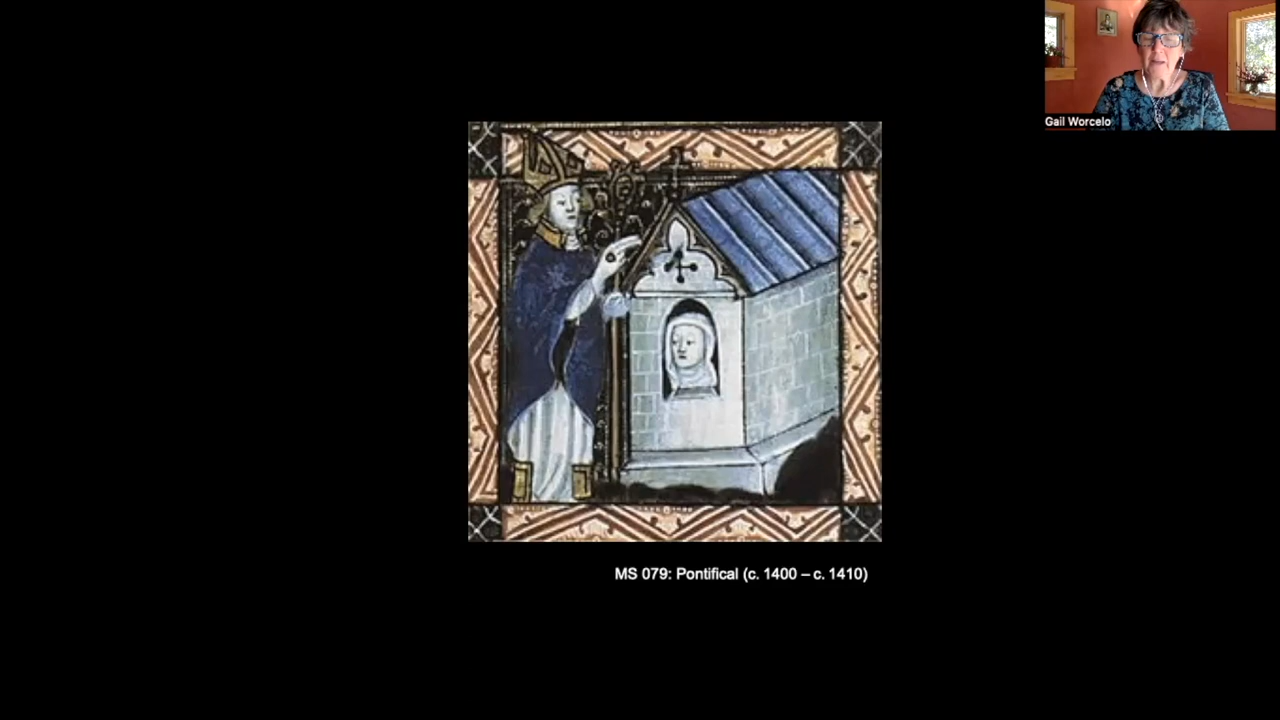 Gail Worcelo
MS 079: Pontifical (c. 1400 – c. 1410)